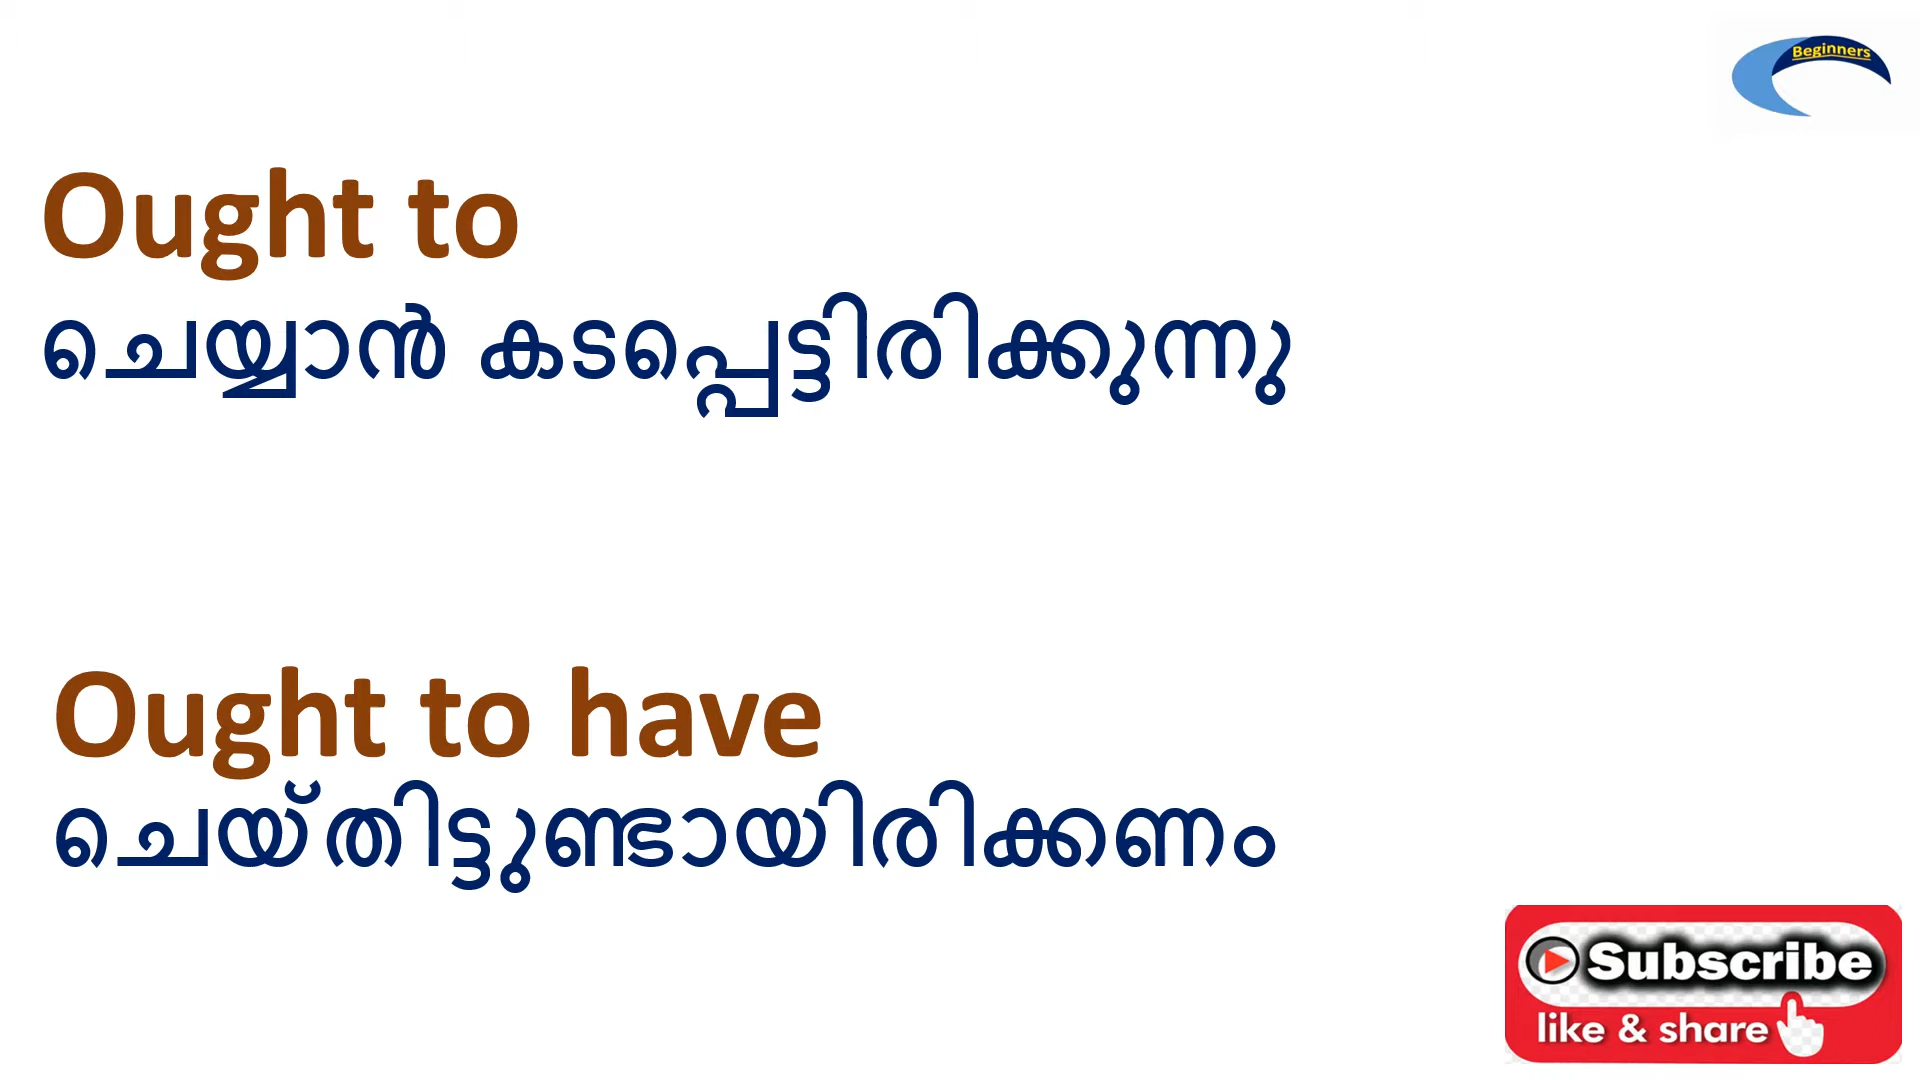 Beginners
Ought to
ചെയ്യാൻ കടപ്പെട്ടിരിക്കുന്നു
Ought to have
ചെയ്തിട്ടുണ്ടായിരിക്കണം
Subscribe
like & share